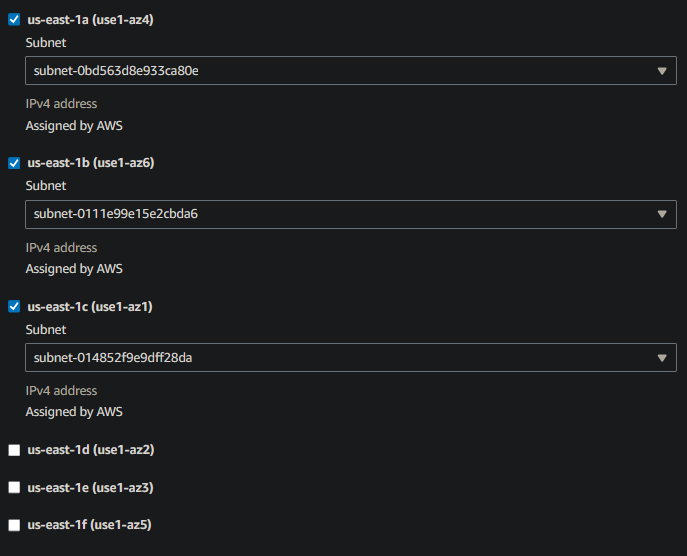 us-east-1a (use1-az4)
Subnet
subnet-0bd563d8e933ca80e
IPv4 address
Assigned by AWS
us-east-1b (use1-az6)
Subnet
subnet-0111e99e15e2cbda6
IPv4 address
Assigned by AWS
us-east-1c (use1-az1)
Subnet
subnet-014852f9e9dff28da
IPv4 address
Assigned by AWS
us-east-1d (use1-az2)
us-east-1e (use1-az3)
us-east-1f (use1-az5)